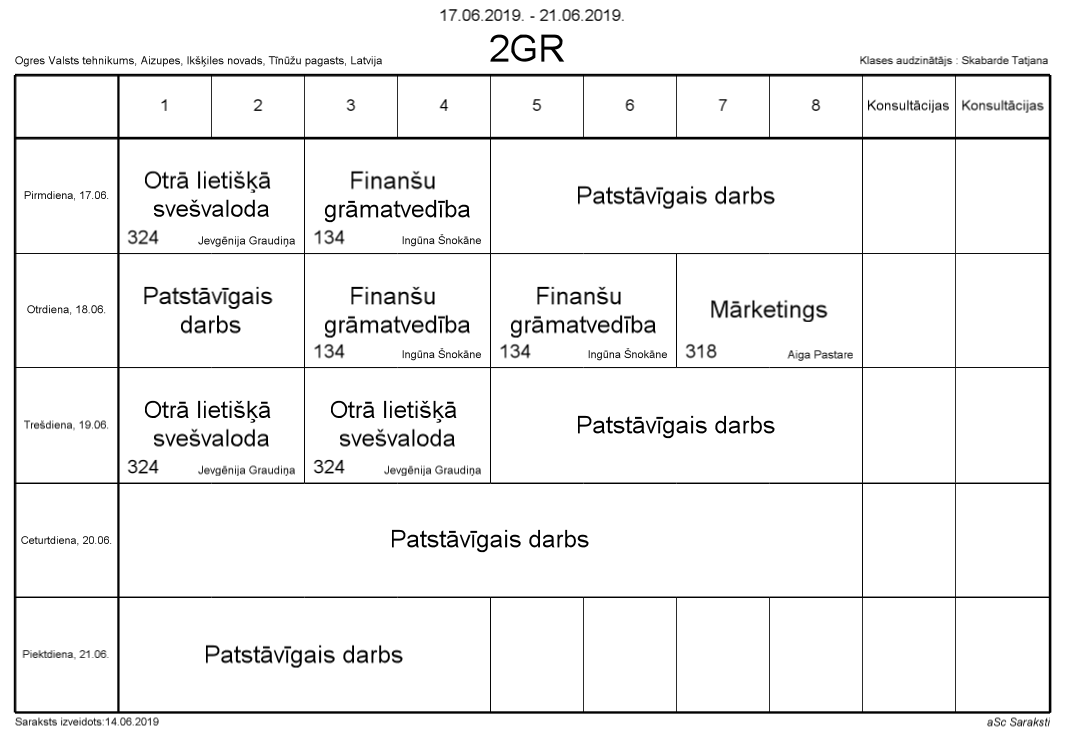 17.06.2019. - 21.06.2019.
2GR
Ogres Valsts tehnikums, Aizupes, Ikšķiles novads, Tīnūžu pagasts, Latvija
Klases audzinātājs : Skabarde Tatjana
1 2 3 4 5 6 7 8 Konsultācijas Konsultācijas
Pirmdiena, 17.06.
Otrā lietišķā
svešvaloda
324 Jevgēnija Graudiņa
Finanšu
grāmatvedība
134 Ingūna Šnokāne
Patstāvīgais darbs
Otrdiena, 18.06.
Patstāvīgais
darbs
Finanšu
grāmatvedība
134 Ingūna Šnokāne
Finanšu
grāmatvedība
134 Ingūna Šnokāne
Mārketings
318 Aiga Pastare
Trešdiena, 19.06.
Otrā lietišķā
svešvaloda
324 Jevgēnija Graudiņa
Otrā lietišķā
svešvaloda
324 Jevgēnija Graudiņa
Patstāvīgais darbs
Ceturtdiena, 20.06.
Patstāvīgais darbs
Piektdiena, 21.06.
Patstāvīgais darbs
Saraksts izveidots:14.06.2019
aSc Saraksti